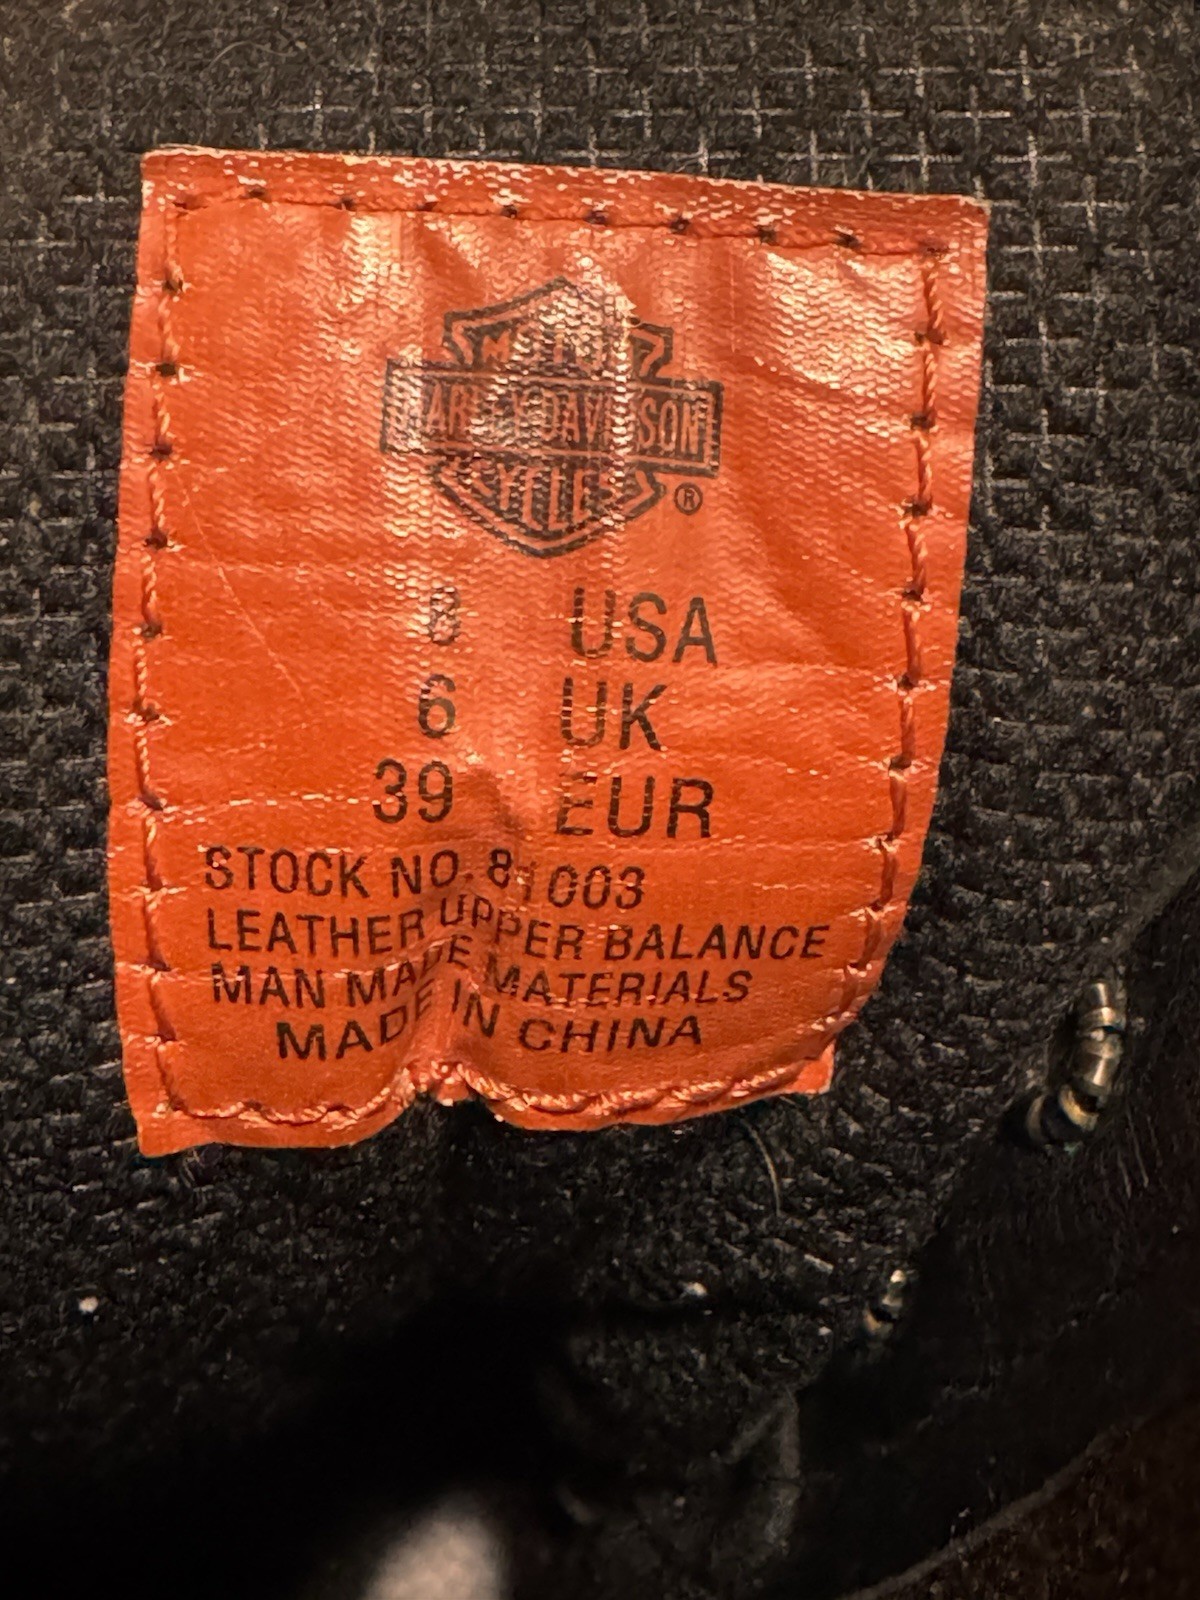 MOTOR
HARLEY-DAVIDSON
CYCLES
®
8 USA
6 UK
39 EUR
STOCK NO. 81003
LEATHER UPPER BALANCE
MAN MADE MATERIALS
MADE IN CHINA